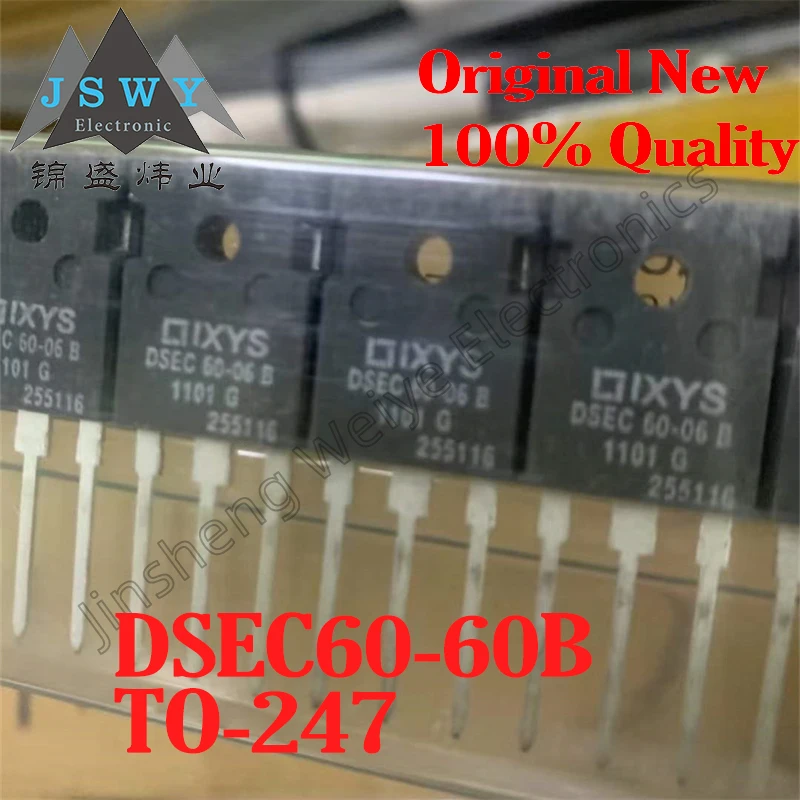 JSWY
Electronic
锦盛炜业
Original New
100% Quality
IXYS
C 60-06 B
1101 G
255116
IXYS
DSEC 60-06 B
1101 G
255116
IXYS
DSEC 60-06 B
1101 G
255116
IXYS
DSEC 60-06 B
1101 G
255116
Jinsheng Weiye Electronics
DSEC60-60B
TO-247